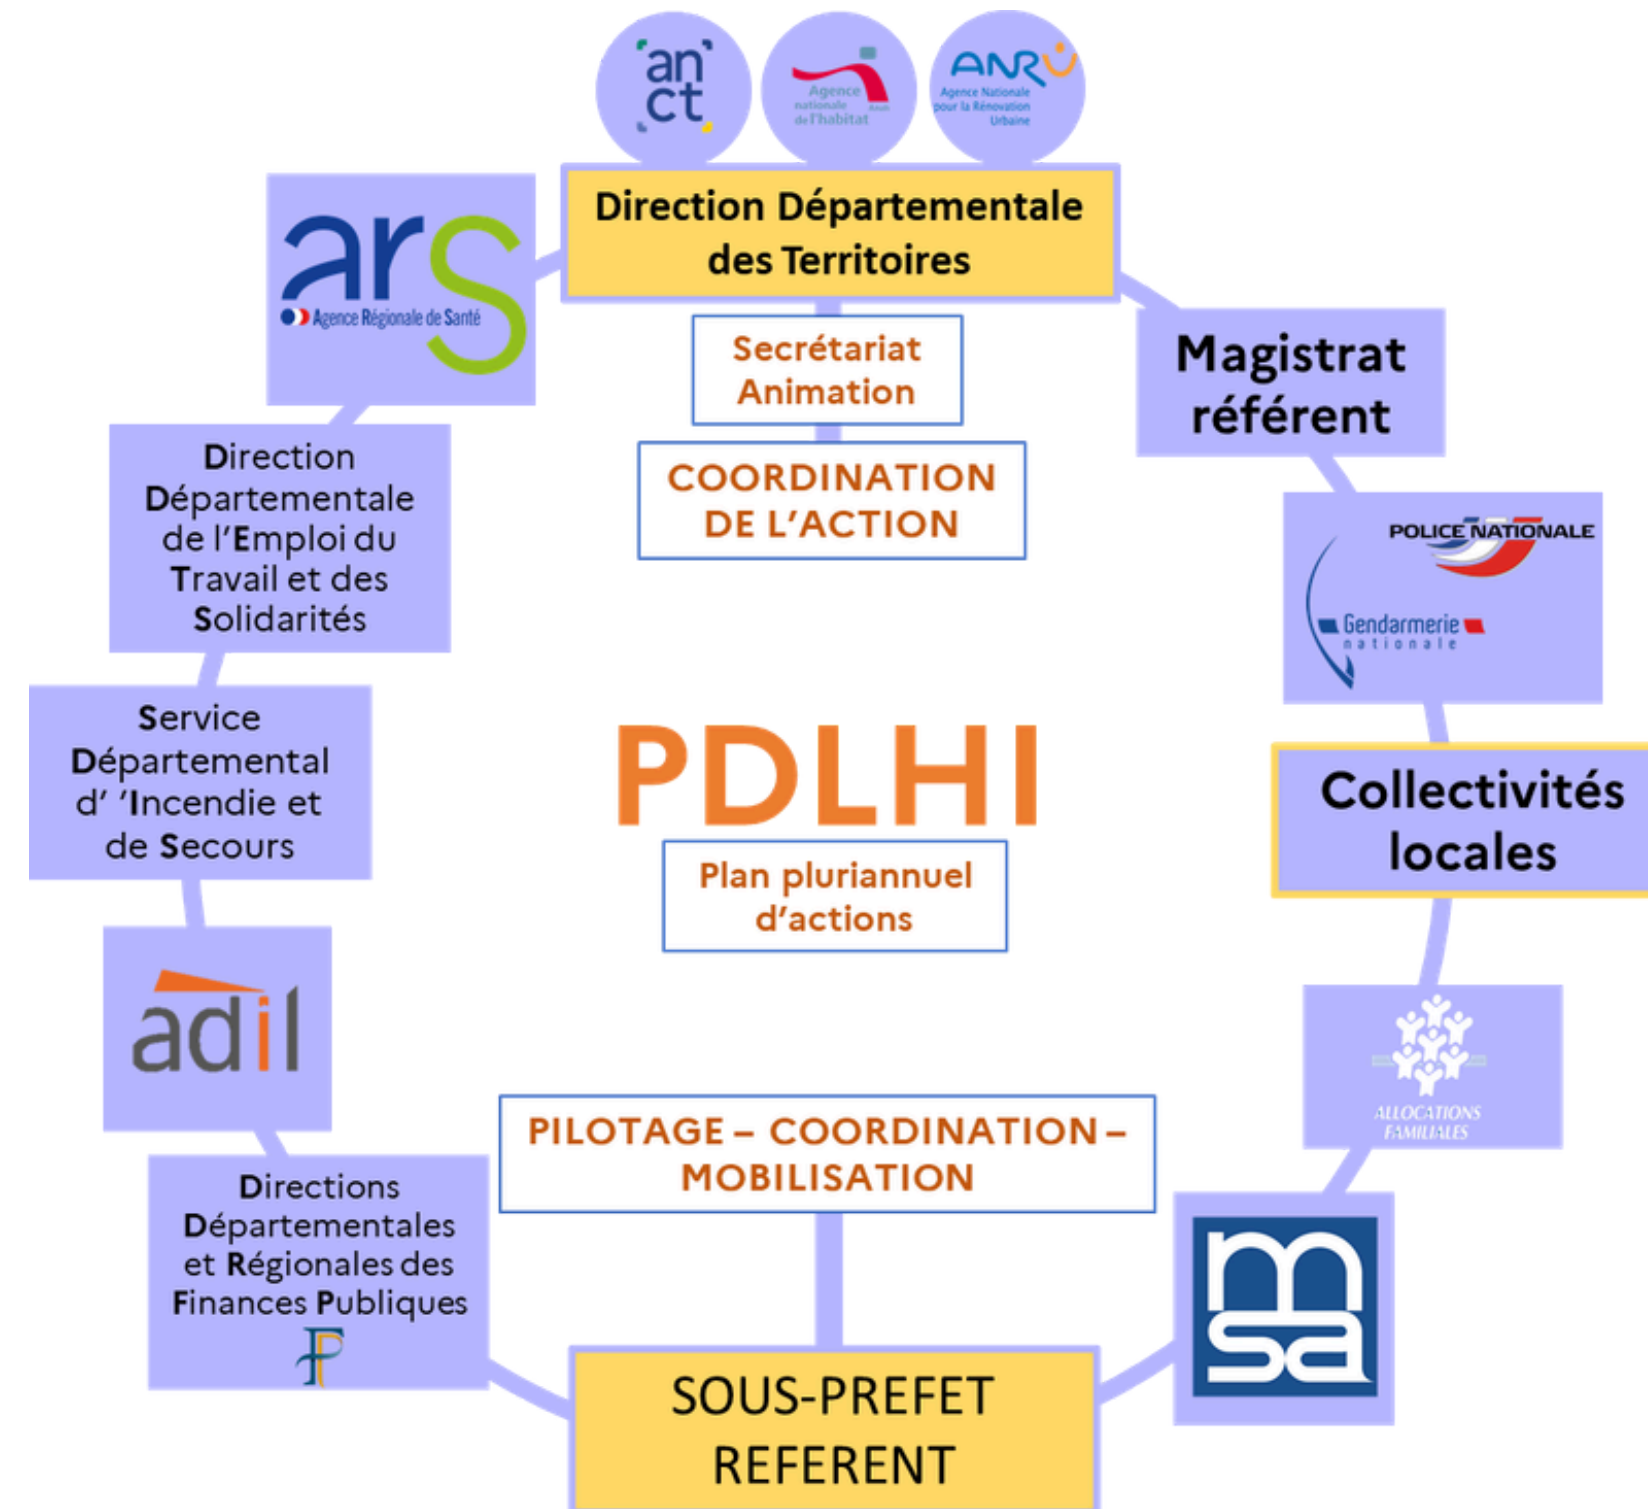 an
ct
Agence
nationale
de l'habitat
Anah
ANRU
Agence Nationale
pour la Rénovation
Urbaine
Direction Départementale
des Territoires
ars
Agence Régionale de Santé
Secrétariat
Animation
COORDINATION
DE L'ACTION
Magistrat
référent
Direction
Départementale
de l'Emploi du
Travail et des
Solidarités
POLICE NATIONALE
Gendarmerie
nationale
Service
Départemental
d' 'Incendie et
de Secours
PDLHI
Plan pluriannuel
d'actions
Collectivités
locales
adil
ALLOCATIONS
FAMILIALES
PILOTAGE – COORDINATION –
MOBILISATION
Directions
Départementales
et Régionales des
Finances Publiques
FP
msa
SOUS-PREFET
REFERENT